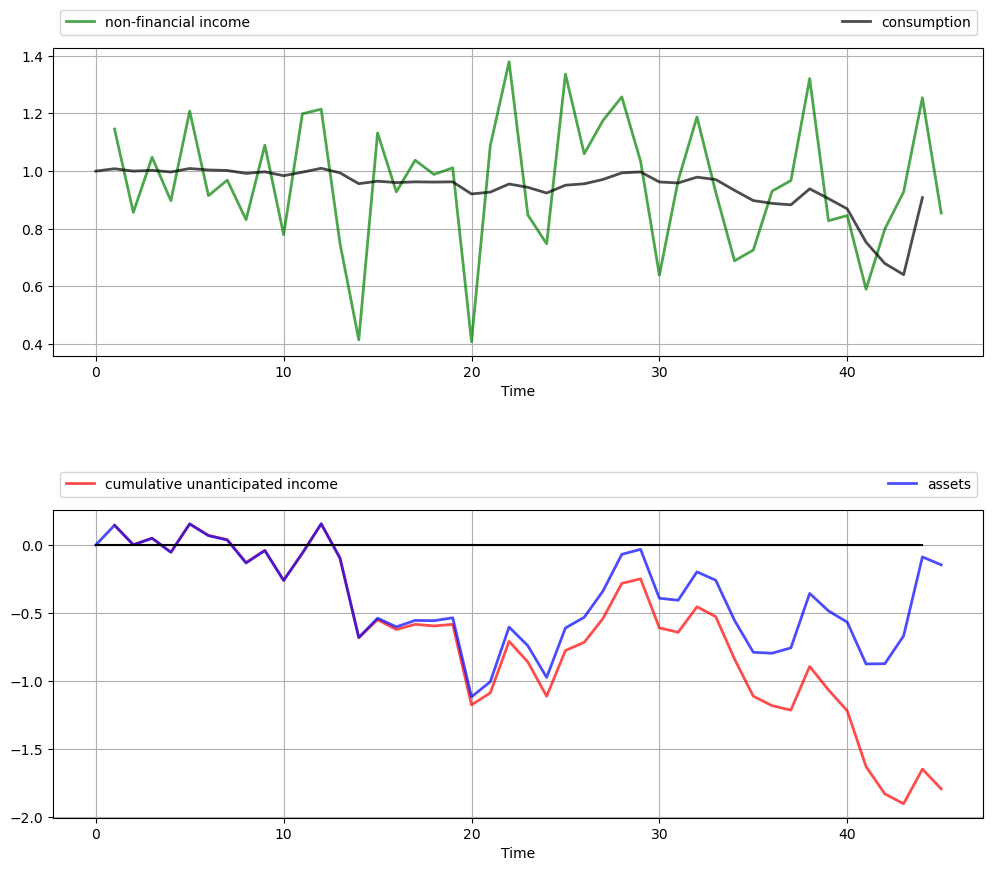 non-financial income consumption
1.4
1.2
1.0
0.8
0.6
0.4
0 10 20 30 40
Time
cumulative unanticipated income assets
0.0
−0.5
−1.0
−1.5
−2.0
0 10 20 30 40
Time